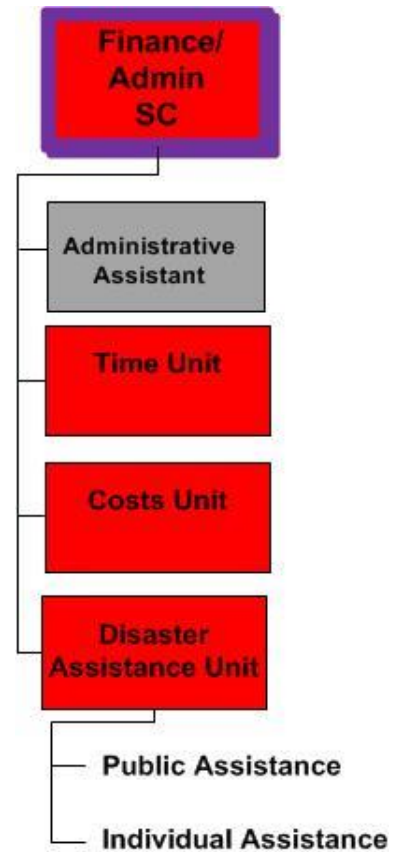 Finance/
Admin
SC
Administrative
Assistant
Time Unit
Costs Unit
Disaster
Assistance Unit
Public Assistance
Individual Assistance